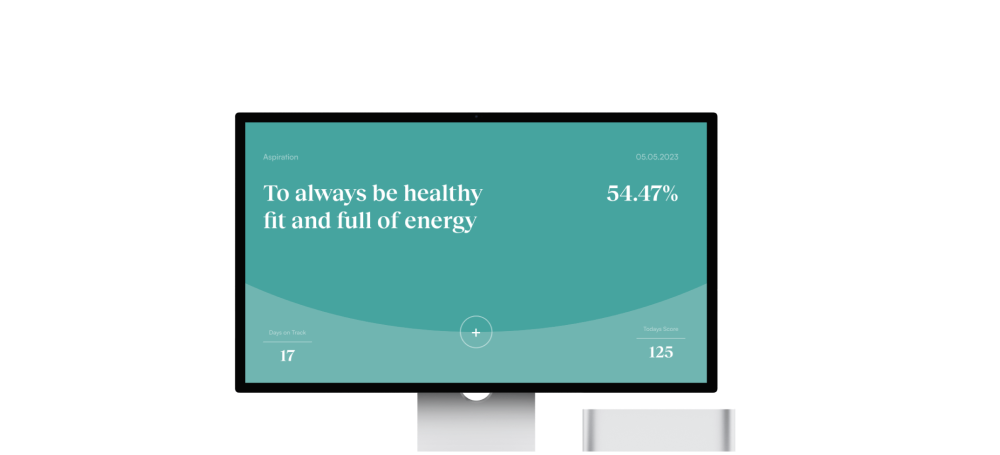 Aspiration
05.05.2023
To always be healthy
fit and full of energy
54.47%
Days on Track
17
+
Todays Score
125